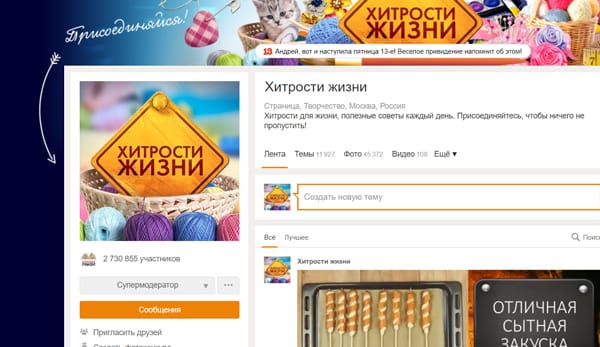 Присоединяйся!
ХИТРОСТИ
ЖИЗНИ
13 Андрей, вот и наступила пятница 13-е! Веселое привидение напомнит об этом!
ХИТРОСТИ
ЖИЗНИ
2 730 855 участников
Супермодератор
Сообщения
Пригласить друзей
Создать фотоконкурс
Хитрости жизни
Страница, Творчество, Москва, Россия
Хитрости для жизни, полезные советы каждый день. Присоединяйтесь, чтобы ничего не
пропустить!
Лента Темы 11 927 Фото 45 372 Видео 108 Ещё
Создать новую тему
Все Лучшее Поиск
Хитрости жизни
ОТЛИЧНАЯ
СЫТНАЯ
ЗАКУСКА